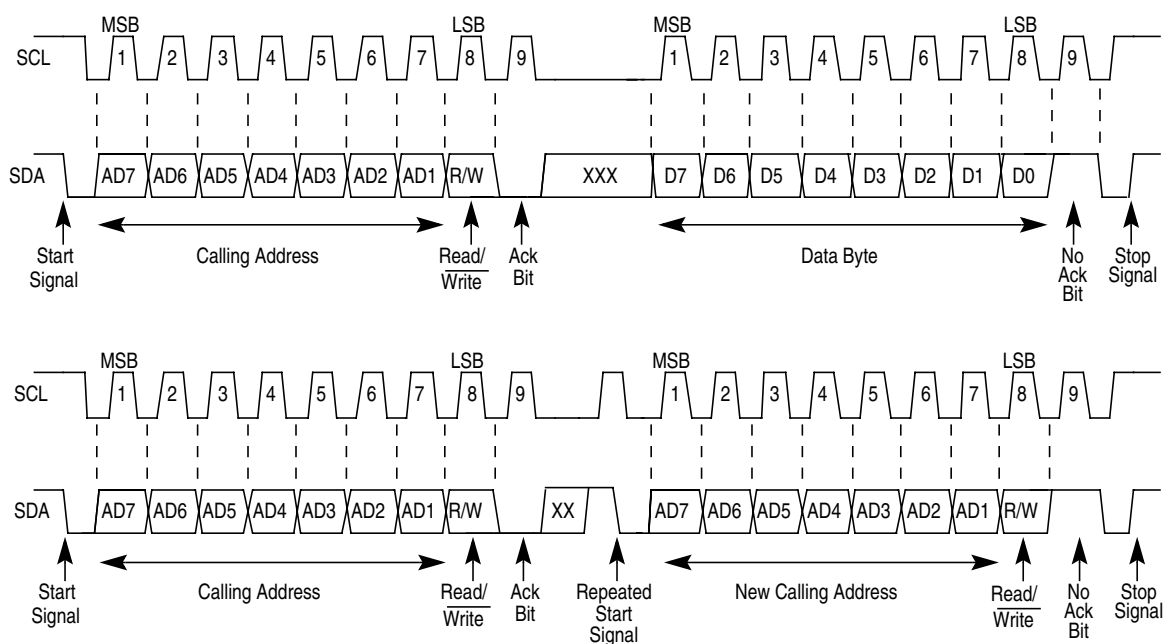 MSB LSB MSB LSB
SCL 1 2 3 4 5 6 7 8 9 1 2 3 4 5 6 7 8 9
SDA AD7 AD6 AD5 AD4 AD3 AD2 AD1 R/W XXX D7 D6 D5 D4 D3 D2 D1 D0
Start Signal
Calling Address
Read/ Write
Ack Bit
Data Byte
No Ack Bit
Stop Signal
MSB LSB MSB LSB
SCL 1 2 3 4 5 6 7 8 9 1 2 3 4 5 6 7 8 9
SDA AD7 AD6 AD5 AD4 AD3 AD2 AD1 R/W XX AD7 AD6 AD5 AD4 AD3 AD2 AD1 R/W
Start Signal
Calling Address
Read/ Write
Ack Bit
Repeated Start Signal
New Calling Address
Read/ Write
No Ack Bit
Stop Signal